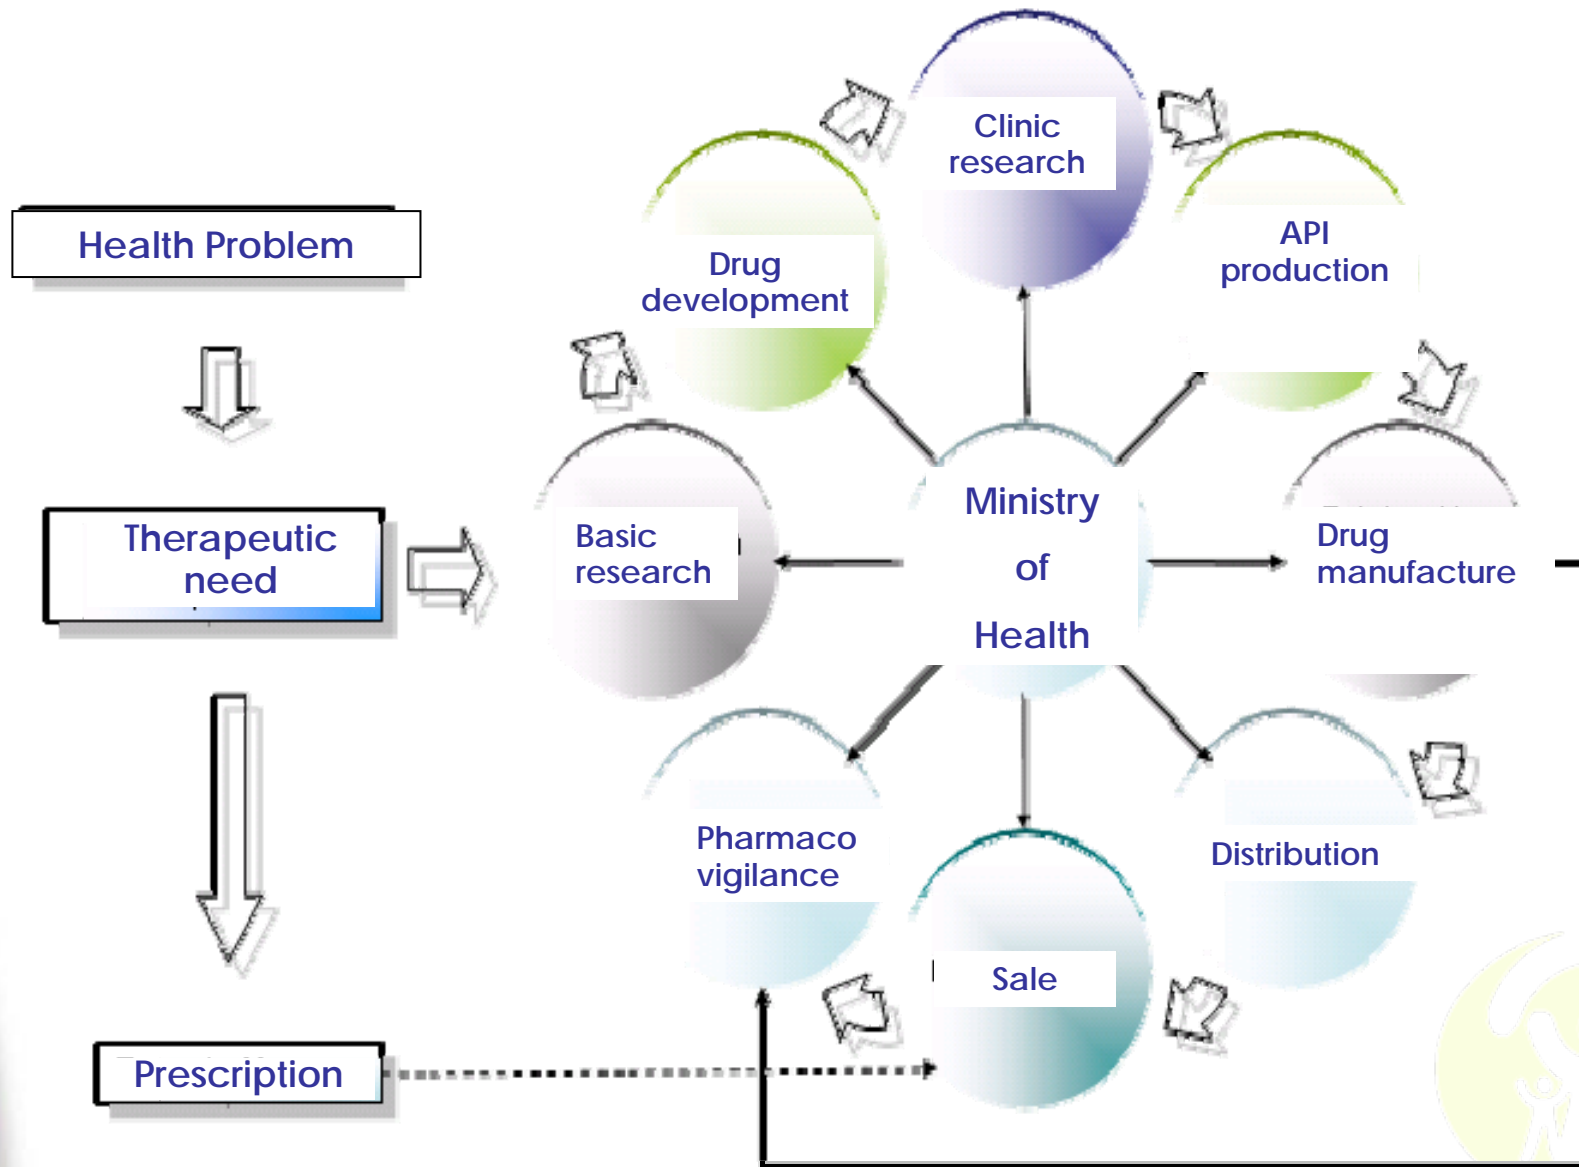 Clinic
research
Health Problem
API
production
Drug
development
Ministry
of
Health
Therapeutic
need
Basic
research
Drug
manufacture
Pharmaco
vigilance
Distribution
Sale
Prescription